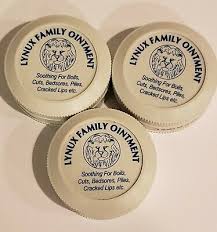 LYNUX FAMILY OINTMENT
Soothing For Boils,
Cuts, Bedsores, Piles,
Cracked Lips etc.
LYNUX FAMILY OINTMENT
Soothing For Boils,
Cuts, Bedsores, Piles,
Cracked Lips etc.
LYNUX FAMILY OINTMENT
Soothing For Boils,
Cuts, Bedsores, Piles,
Cracked Lips etc.